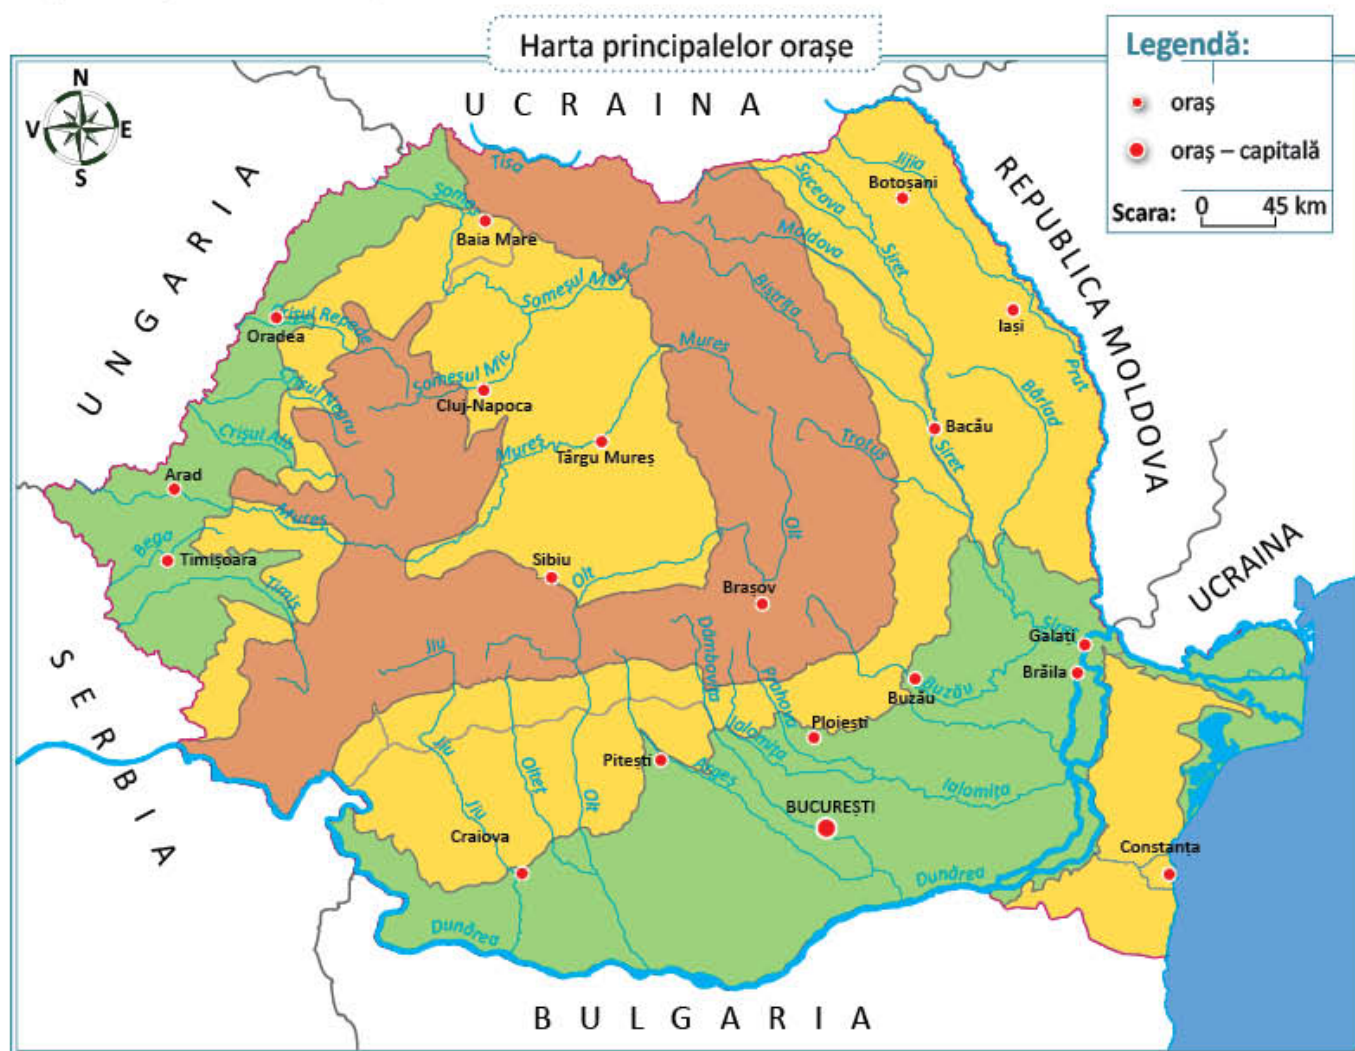 Harta principalelor orașe
Legendă:
oraș
oraș – capitală
Scara: 0 45 km
N
V E
S
UCRAINA
UNGARIA
REPUBLICA MOLDOVA
UCRAINA
SERBIA
BULGARIA
Tisa
Someș
Baia Mare
Suceava
Jijia
Botoșani
Moldova
Siret
Someșul Mare
Bistrița
Iași
Prut
Crișul Repede
Oradea
Mureș
Someșul Mic
Cluj-Napoca
Crișul Negru
Bârlad
Crișul Alb
Mureș
Târgu Mureș
Trotuș
Bacău
Siret
Arad
Mureș
Olt
Bega
Timișoara
Timiș
Sibiu
Olt
Brașov
Siret
Galați
Brăila
Jiu
Dâmbovița
Prahova
Buzău
Buzău
Ialomița
Ploiești
Jiu
Olteț
Pitești
Argeș
Ialomița
Olt
Jiu
BUCUREȘTI
Craiova
Constanța
Dunărea
Dunărea